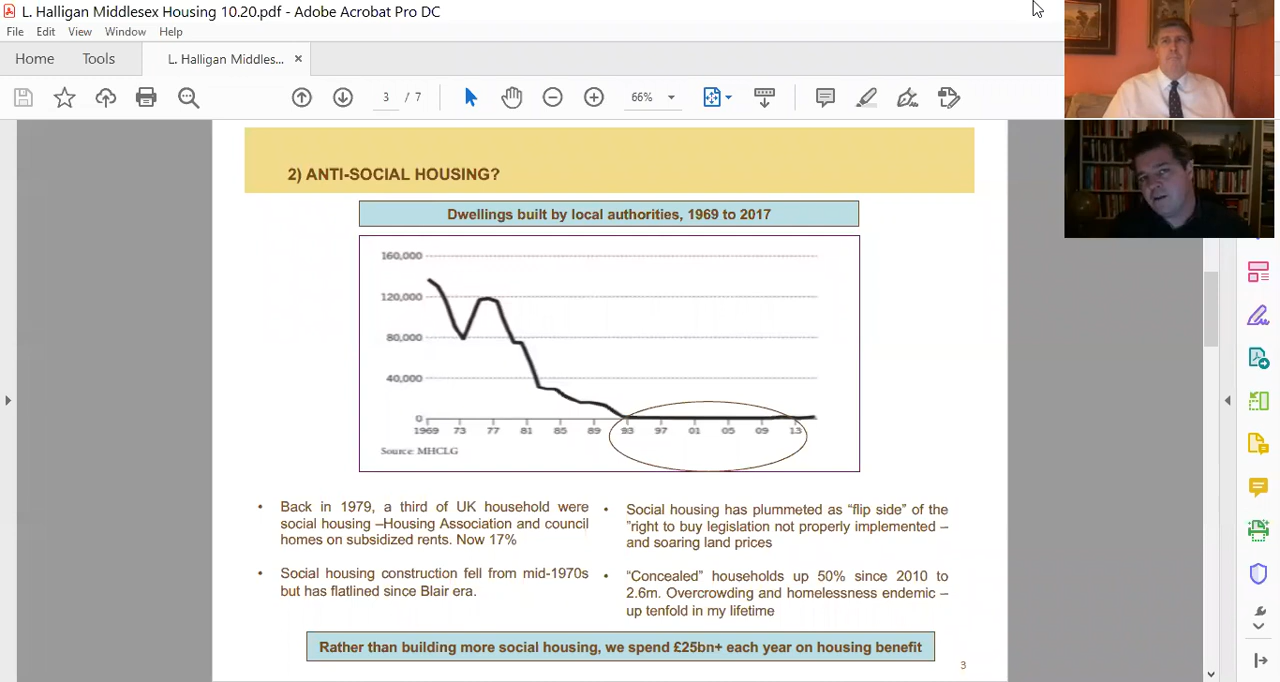 L. Halligan Middlesex Housing 10.20.pdf - Adobe Acrobat Pro DC
File Edit View Window Help
Home Tools L. Halligan Middles... ×
3 / 7 66%
2) ANTI-SOCIAL HOUSING?
Dwellings built by local authorities, 1969 to 2017
160,000
120,000
80,000
40,000
0
1969 73 77 81 85 89 93 97 01 05 09 13
Source: MHCLG
• Back in 1979, a third of UK household were
social housing –Housing Association and council
homes on subsidized rents. Now 17%
• Social housing construction fell from mid-1970s
but has flatlined since Blair era.
• Social housing has plummeted as “flip side” of the
”right to buy legislation not properly implemented –
and soaring land prices
• “Concealed” households up 50% since 2010 to
2.6m. Overcrowding and homelessness endemic –
up tenfold in my lifetime
Rather than building more social housing, we spend £25bn+ each year on housing benefit
3